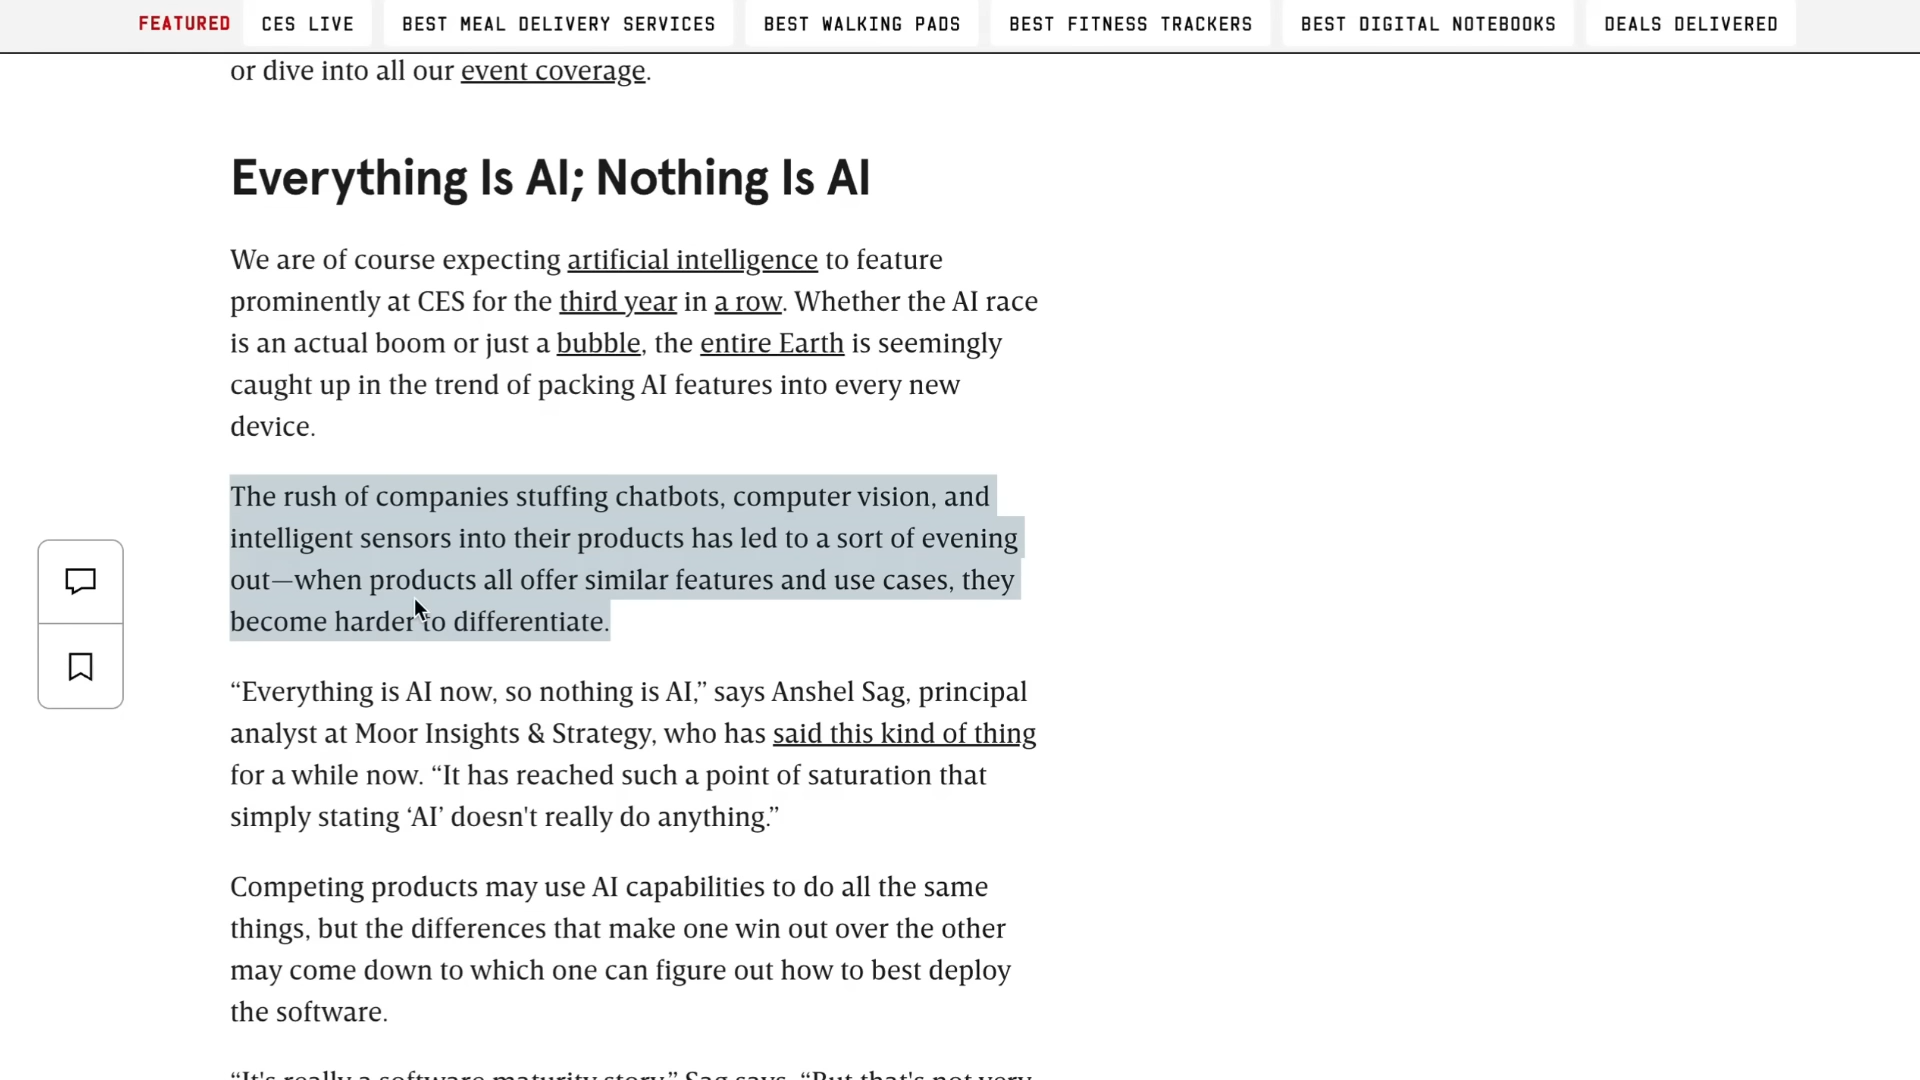 FEATURED CES LIVE BEST MEAL DELIVERY SERVICES BEST WALKING PADS BEST FITNESS TRACKERS BEST DIGITAL NOTEBOOKS DEALS DELIVERED
or dive into all our event coverage.
Everything Is AI; Nothing Is AI
We are of course expecting artificial intelligence to feature
prominently at CES for the third year in a row. Whether the AI race
is an actual boom or just a bubble, the entire Earth is seemingly
caught up in the trend of packing AI features into every new
device.
The rush of companies stuffing chatbots, computer vision, and
intelligent sensors into their products has led to a sort of evening
out—when products all offer similar features and use cases, they
become harder to differentiate.
“Everything is AI now, so nothing is AI,” says Anshel Sag, principal
analyst at Moor Insights & Strategy, who has said this kind of thing
for a while now. “It has reached such a point of saturation that
simply stating ‘AI’ doesn't really do anything.”
Competing products may use AI capabilities to do all the same
things, but the differences that make one win out over the other
may come down to which one can figure out how to best deploy
the software.
“It's really a software maturity story,” Sag says. “But that's not very